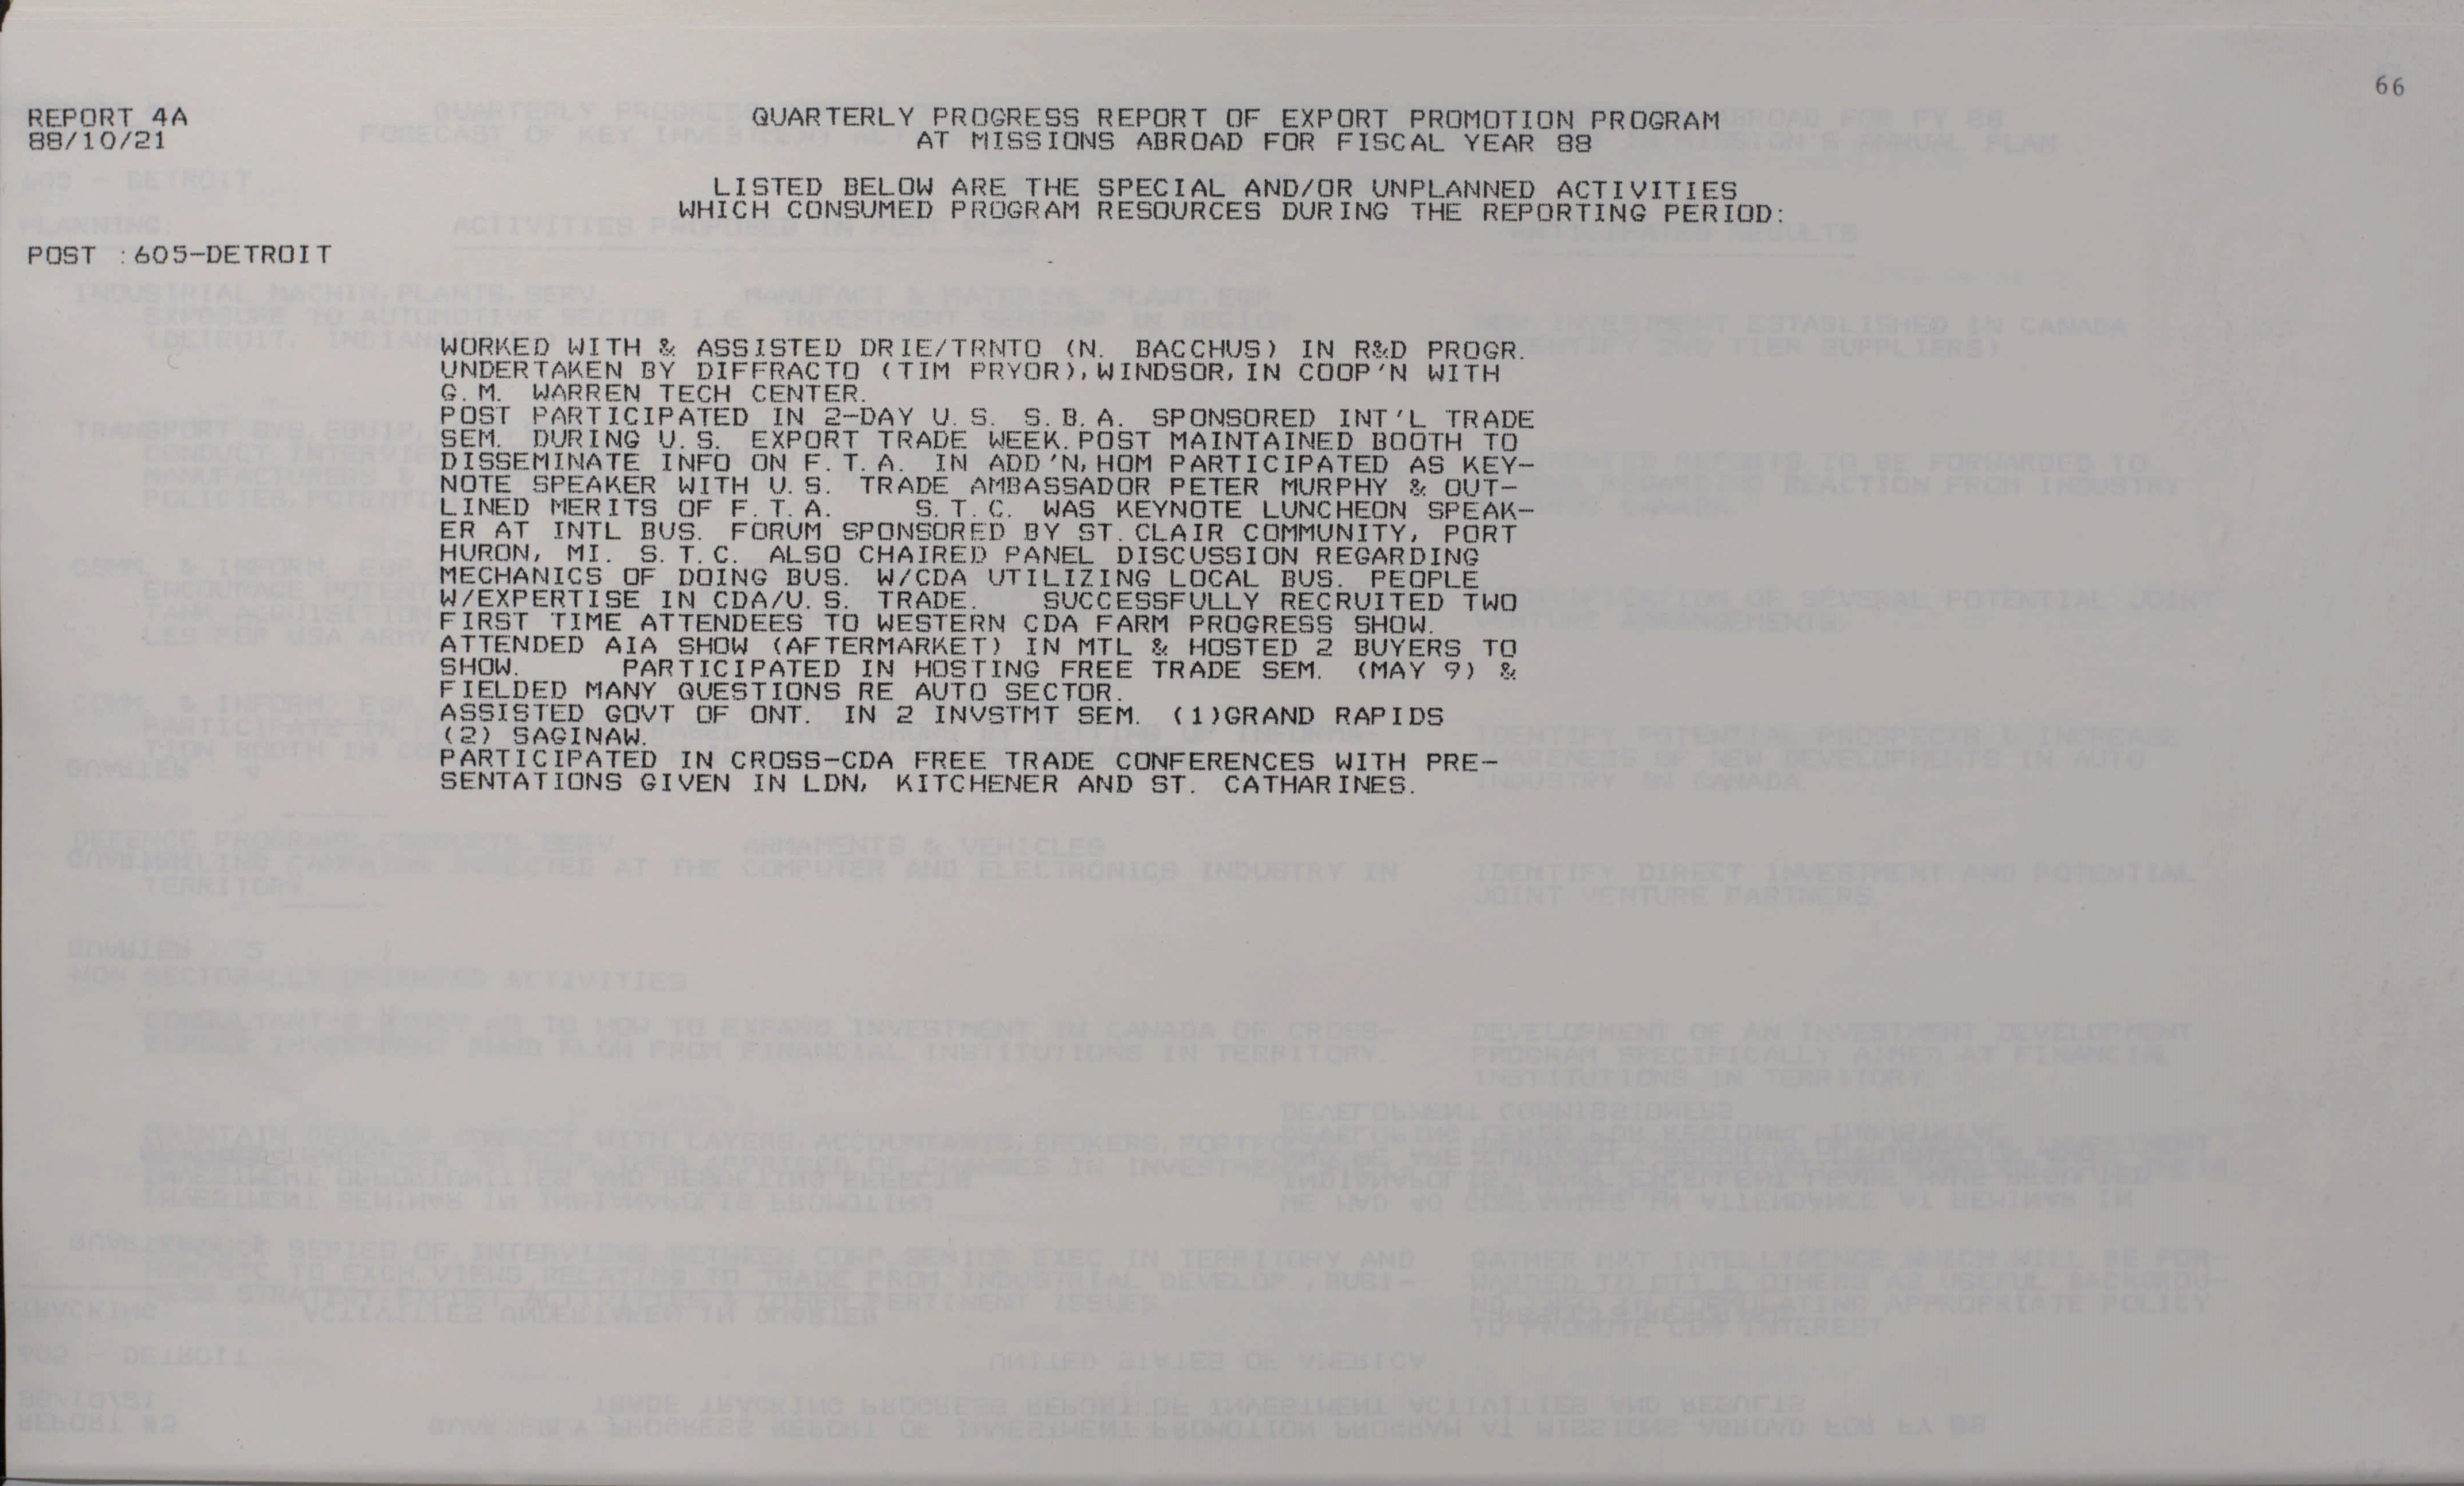 66
REPORT 4A
88/10/21
QUARTERLY PROGRESS REPORT OF EXPORT PROMOTION PROGRAM
AT MISSIONS ABROAD FOR FISCAL YEAR 88
LISTED BELOW ARE THE SPECIAL AND/OR UNPLANNED ACTIVITIES
WHICH CONSUMED PROGRAM RESOURCES DURING THE REPORTING PERIOD:
POST :605-DETROIT
WORKED WITH & ASSISTED DRIE/TRNTO (N. BACCHUS) IN R&D PROGR.
UNDERTAKEN BY DIFFRACTO (TIM PRYOR),WINDSOR,IN COOP'N WITH
G.M. WARREN TECH CENTER.
POST PARTICIPATED IN 2-DAY U.S. S.B.A. SPONSORED INT'L TRADE
SEM. DURING U.S. EXPORT TRADE WEEK.POST MAINTAINED BOOTH TO
DISSEMINATE INFO ON F.T.A. IN ADD'N,HOM PARTICIPATED AS KEY-
NOTE SPEAKER WITH U.S. TRADE AMBASSADOR PETER MURPHY & OUT-
LINED MERITS OF F.T.A. S.T.C. WAS KEYNOTE LUNCHEON SPEAK-
ER AT INTL BUS. FORUM SPONSORED BY ST.CLAIR COMMUNITY, PORT
HURON, MI. S.T.C. ALSO CHAIRED PANEL DISCUSSION REGARDING
MECHANICS OF DOING BUS. W/CDA UTILIZING LOCAL BUS. PEOPLE
W/EXPERTISE IN CDA/U.S. TRADE. SUCCESSFULLY RECRUITED TWO
FIRST TIME ATTENDEES TO WESTERN CDA FARM PROGRESS SHOW.
ATTENDED AIA SHOW (AFTERMARKET) IN MTL & HOSTED 2 BUYERS TO
SHOW. PARTICIPATED IN HOSTING FREE TRADE SEM. (MAY 9) &
FIELDED MANY QUESTIONS RE AUTO SECTOR.
ASSISTED GOVT OF ONT. IN 2 INVSTMT SEM. (1)GRAND RAPIDS
(2) SAGINAW.
PARTICIPATED IN CROSS-CDA FREE TRADE CONFERENCES WITH PRE-
SENTATIONS GIVEN IN LDN, KITCHENER AND ST. CATHARINES.